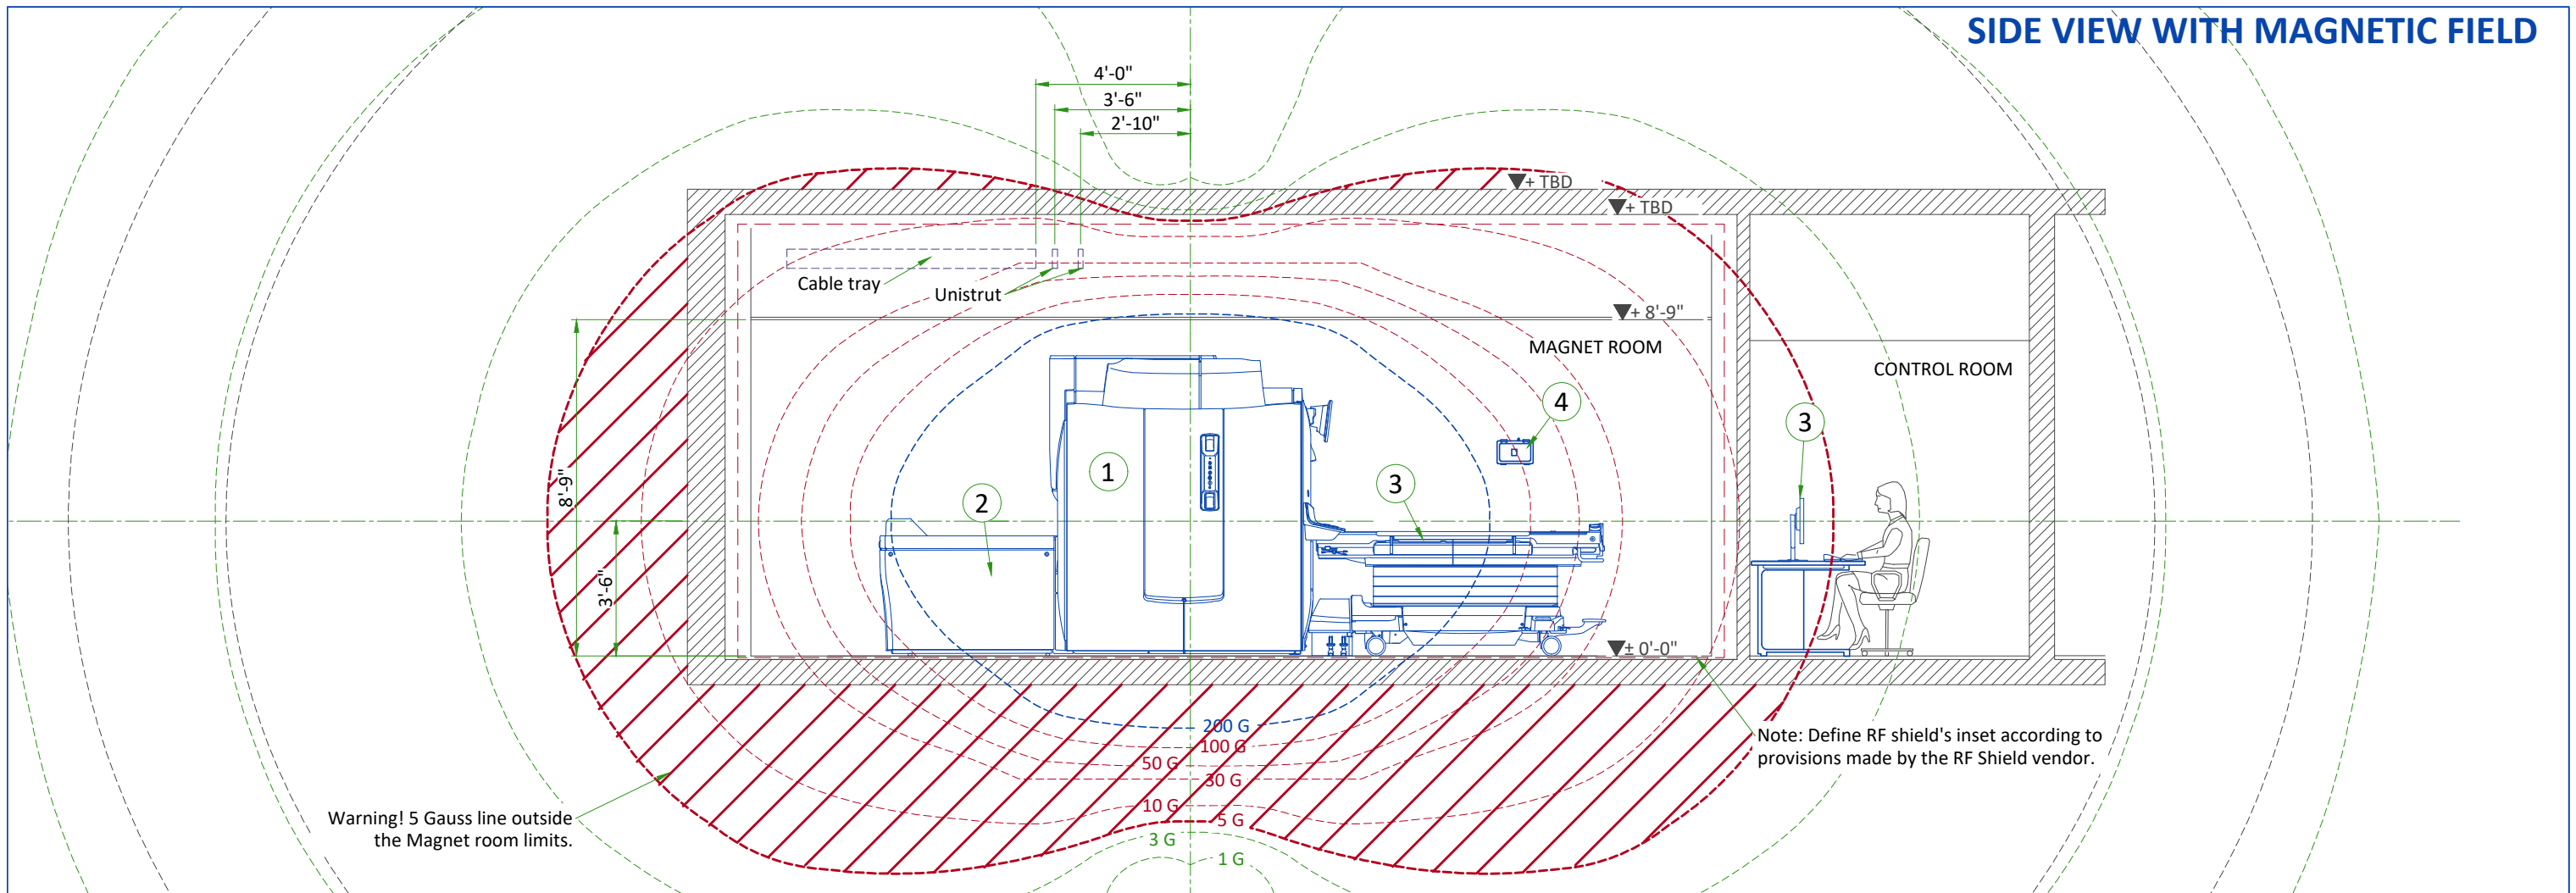 SIDE VIEW WITH MAGNETIC FIELD
4'-0"
3'-6"
2'-10"
+ TBD
+ TBD
Cable tray
Unistrut
+ 8'-9"
MAGNET ROOM
CONTROL ROOM
4
3
1
3
2
8'-9"
3'-6"
± 0'-0"
200 G
100 G
50 G
30 G
10 G
5 G
3 G
1 G
Note: Define RF shield's inset according to
provisions made by the RF Shield vendor.
Warning! 5 Gauss line outside
the Magnet room limits.